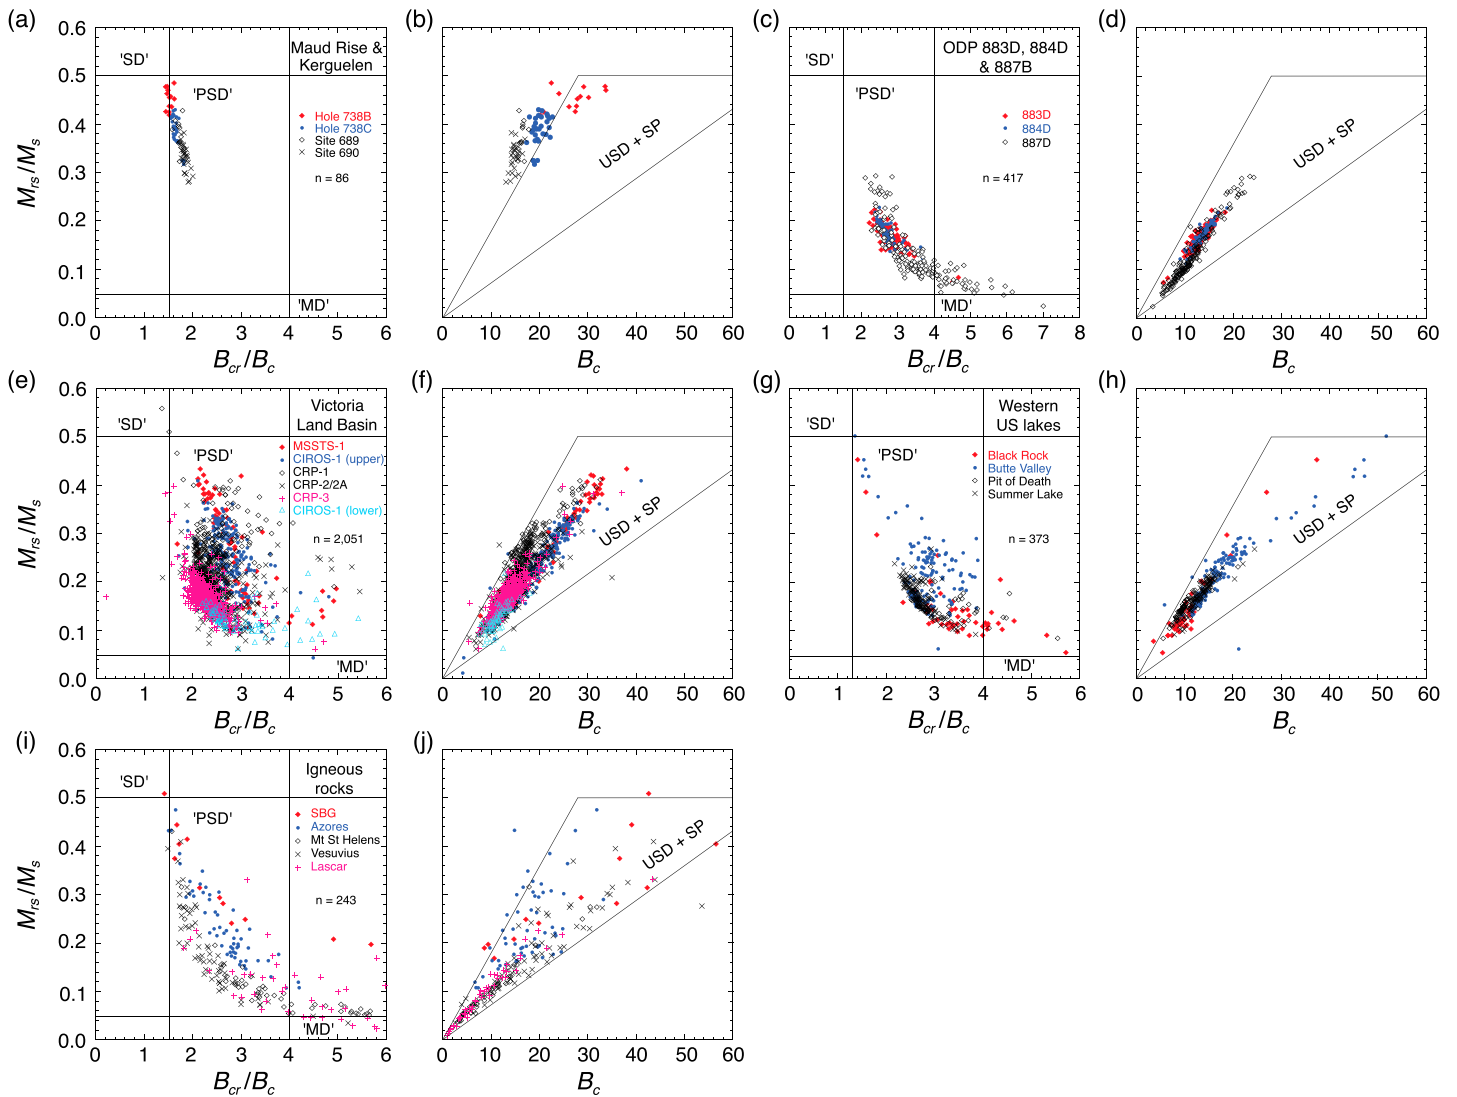 (a)
0.6
0.5
0.4
0.3
0.2
0.1
0.0
Mrs/Ms
'SD'
Maud Rise &
Kerguelen
'PSD'
Hole 738B
Hole 738C
Site 689
Site 690
n = 86
'MD'
0 1 2 3 4 5 6
Bcr/Bc
(b)
USD + SP
0 10 20 30 40 50 60
Bc
(c)
'SD'
ODP 883D, 884D
& 887B
'PSD'
883D
884D
887D
n = 417
'MD'
0 1 2 3 4 5 6 7 8
Bcr/Bc
(d)
USD + SP
0 10 20 30 40 50 60
Bc
(e)
0.6
0.5
0.4
0.3
0.2
0.1
0.0
Mrs/Ms
'SD'
Victoria
Land Basin
'PSD'
MSSTS-1
CIROS-1 (upper)
CRP-1
CRP-2/2A
CRP-3
CIROS-1 (lower)
n = 2,051
'MD'
0 1 2 3 4 5 6
Bcr/Bc
(f)
USD + SP
0 10 20 30 40 50 60
Bc
(g)
'SD'
Western
US lakes
'PSD'
Black Rock
Butte Valley
Pit of Death
Summer Lake
n = 373
'MD'
0 1 2 3 4 5 6
Bcr/Bc
(h)
USD + SP
0 10 20 30 40 50 60
Bc
(i)
0.6
0.5
0.4
0.3
0.2
0.1
0.0
Mrs/Ms
'SD'
Igneous
rocks
'PSD'
SBG
Azores
Mt St Helens
Vesuvius
Lascar
n = 243
'MD'
0 1 2 3 4 5 6
Bcr/Bc
(j)
USD + SP
0 10 20 30 40 50 60
Bc